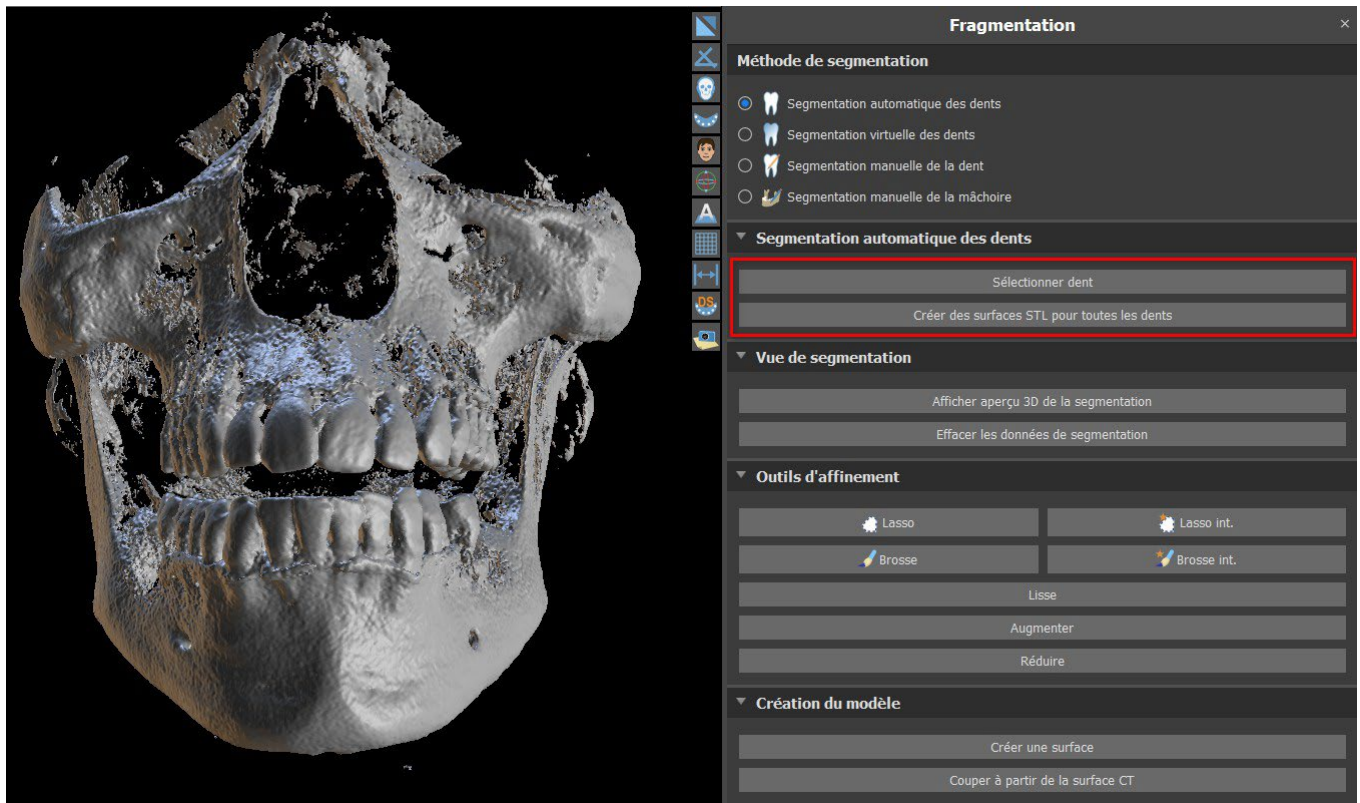 Fragmentation ×
Méthode de segmentation
Segmentation automatique des dents
Segmentation virtuelle des dents
Segmentation manuelle de la dent
Segmentation manuelle de la mâchoire
Segmentation automatique des dents
Sélectionner dent
Créer des surfaces STL pour toutes les dents
Vue de segmentation
Afficher aperçu 3D de la segmentation
Effacer les données de segmentation
Outils d'affinement
Lasso Lasso int.
Brosse Brosse int.
Lisse
Augmenter
Réduire
Création du modèle
Créer une surface
Couper à partir de la surface CT
A
DS